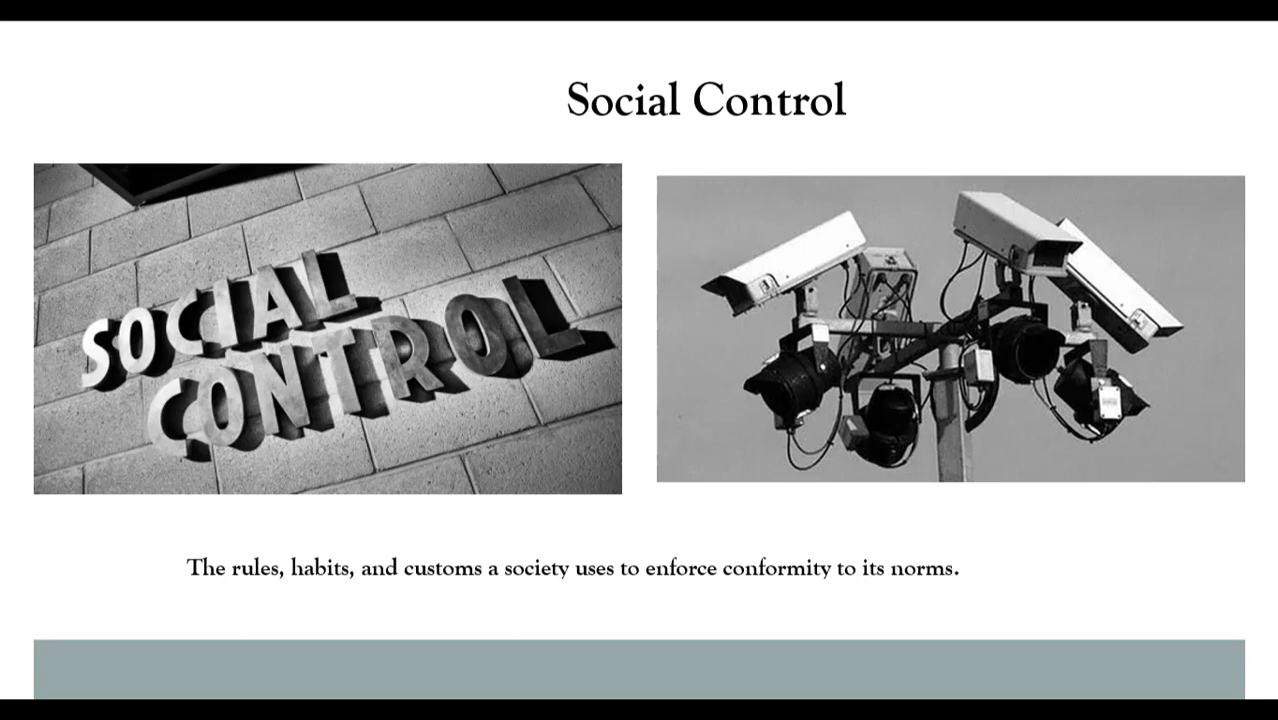 Social Control
SOCIAL
CONTROL
The rules, habits, and customs a society uses to enforce conformity to its norms.